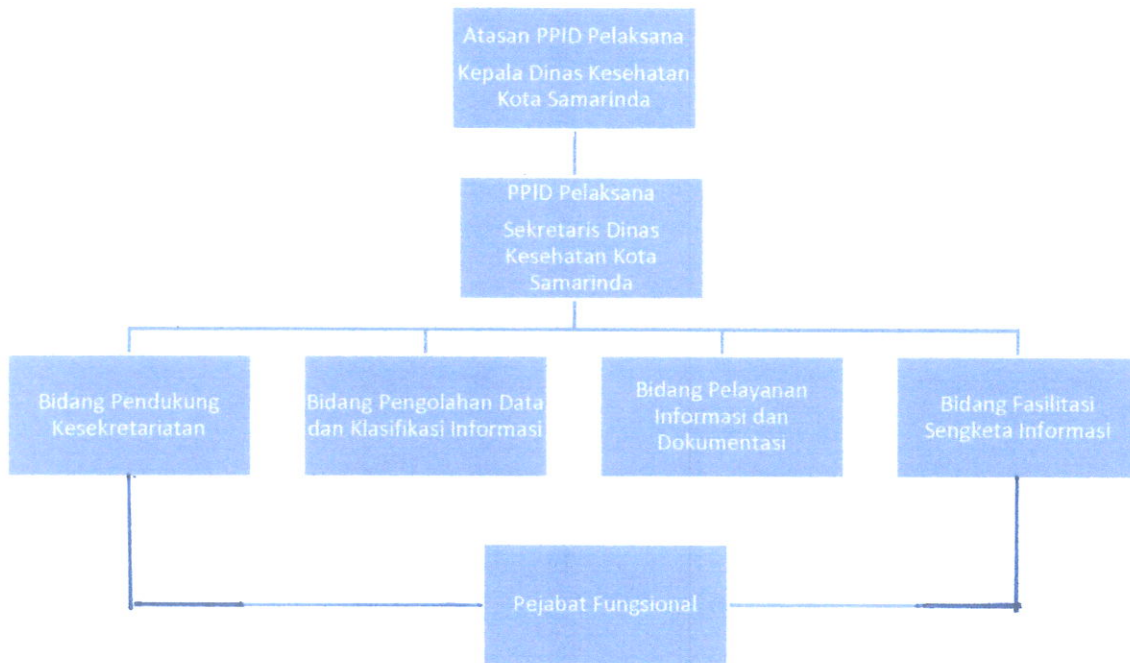 Atasan PPID Pelaksana
Kepala Dinas Kesehatan
Kota Samarinda
PPID Pelaksana
Sekretaris Dinas
Kesehatan Kota
Samarinda
Bidang Pendukung
Kesekretariatan
Bidang Pengolahan Data
dan Klasifikasi Informasi
Bidang Pelayanan
Informasi dan
Dokumentasi
Bidang Fasilitasi
Sengketa Informasi
Pejabat Fungsional